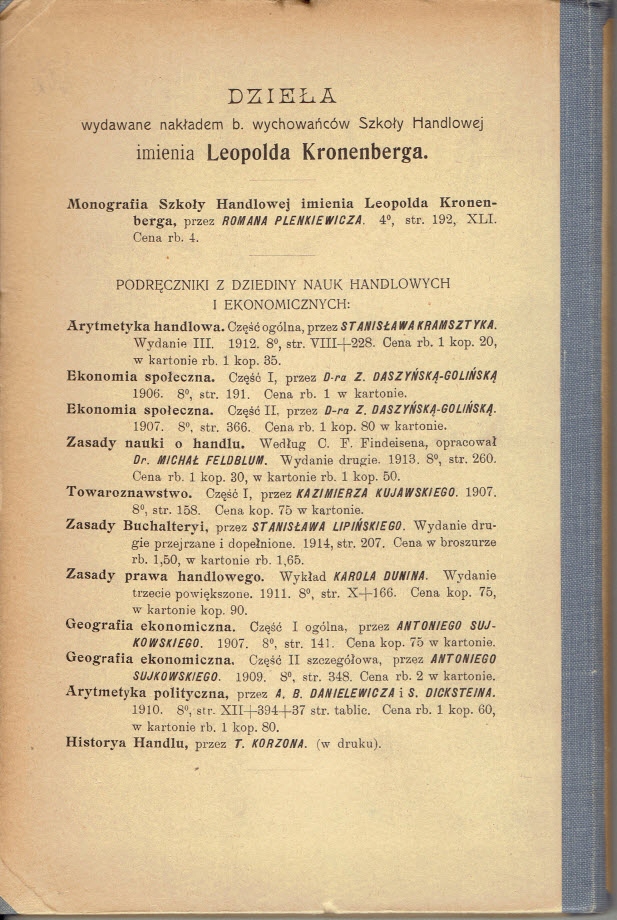 DZIEŁA
wydawane nakładem b. wychowańców Szkoły Handlowej
imienia Leopolda Kronenberga.
Monografia Szkoły Handlowej imienia Leopolda Kronen-
berga, przez ROMANA PLENKIEWICZA. 4⁰, str. 192, XLI.
Cena rb. 4.
PODRĘCZNIKI Z DZIEDINY NAUK HANDLOWYCH
I EKONOMICZNYCH:
Arytmetyka handlowa. Część ogólna, przez STANISŁAWA KRAMSZTYKA.
Wydanie III. 1912. 8⁰, str. VIII+228. Cena rb. 1 kop. 20,
w kartonie rb. 1 kop. 35.
Ekonomia społeczna. Część I, przez D-ra Z. DASZYŃSKĄ-GOLIŃSKĄ
1906. 8⁰, str. 191. Cena rb. 1 w kartonie.
Ekonomia społeczna. Część II, przez D-ra Z. DASZYŃSKĄ-GOLIŃSKĄ.
1907. 8⁰, str. 366. Cena rb. 1 kop. 80 w kartonie.
Zasady nauki o handlu. Według C. F. Findeisena, opracował
Dr. MICHAŁ FELDBLUM. Wydanie drugie. 1913. 8⁰, str. 260.
Cena rb. 1 kop. 30, w kartonie rb. 1 kop. 50.
Towaroznawstwo. Część I, przez KAZIMIERZA KUJAWSKIEGO. 1907.
8⁰, str. 158. Cena kop. 75 w kartonie.
Zasady Buchalteryi, przez STANISŁAWA LIPIŃSKIEGO. Wydanie dru-
gie przejrzane i dopełnione. 1914, str. 207. Cena w broszurze
rb. 1,50, w kartonie rb. 1,65.
Zasady prawa handlowego. Wykład KAROLA DUNINA. Wydanie
trzecie powiększone. 1911. 8⁰, str. X+166. Cena kop. 75,
w kartonie kop. 90.
Geografia ekonomiczna. Część I ogólna, przez ANTONIEGO SUJ-
KOWSKIEGO. 1907. 8⁰, str. 141. Cena kop. 75 w kartonie.
Geografia ekonomiczna. Część II szczegółowa, przez ANTONIEGO
SUJKOWSKIEGO. 1909. 8⁰, str. 348. Cena rb. 2 w kartonie.
Arytmetyka polityczna, przez A. B. DANIELEWICZA i S. DICKSTEINA.
1910. 8⁰, str. XII+394+37 str. tablic. Cena rb. 1 kop. 60,
w kartonie rb. 1 kop. 80.
Historya Handlu, przez T. KORZONA. (w druku).